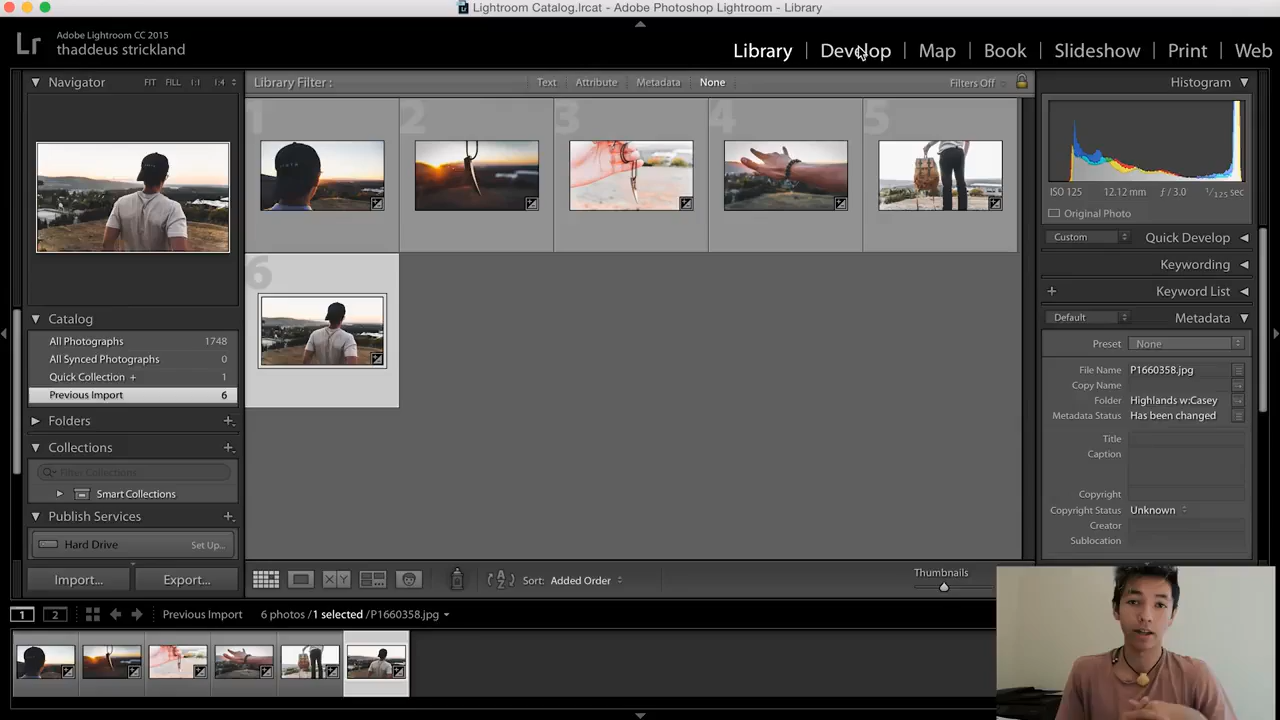 Lightroom Catalog.lrcat - Adobe Photoshop Lightroom - Library
Lr
Adobe Lightroom CC 2015
thaddeus strickland
Library | Develop | Map | Book | Slideshow | Print | Web
Navigator FIT FILL 1:1 1:4
Library Filter : Text Attribute Metadata None Filters Off
Histogram
1 2 3 4 5
ISO 125 12.12 mm ƒ / 3.0 1/125 sec
Original Photo
Custom Quick Develop
Keywording
6
Keyword List
Default Metadata
Catalog
All Photographs 1748
All Synced Photographs 0
Quick Collection + 1
Previous Import 6
Preset None
File Name P1660358.jpg
Copy Name
Folder Highlands w:Casey
Metadata Status Has been changed
Folders
Collections
Filter Collections
Smart Collections
Title
Caption
Copyright
Copyright Status Unknown
Creator
Sublocation
Publish Services
Hard Drive Set Up...
Import... Export...
X Y
A Z
Sort: Added Order
Thumbnails
1 2 Previous Import 6 photos / 1 selected / P1660358.jpg